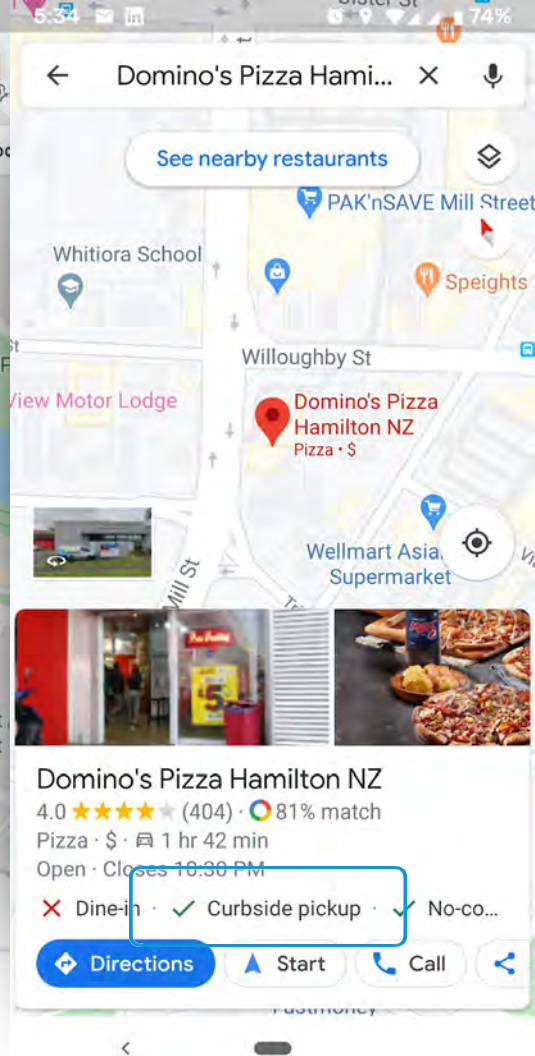 5:34
74%
Domino's Pizza Hami...
See nearby restaurants
PAK'nSAVE Mill Street
Whitiora School
Speights
Willoughby St
View Motor Lodge
Domino's Pizza
Hamilton NZ
Pizza · $
Wellmart Asia
Supermarket
Mill St
5
Domino's Pizza Hamilton NZ
4.0 (404) · 81% match
Pizza · $ · 1 hr 42 min
Open · Closes 10:30 PM
Dine-in · Curbside pickup · No-co...
Directions Start Call